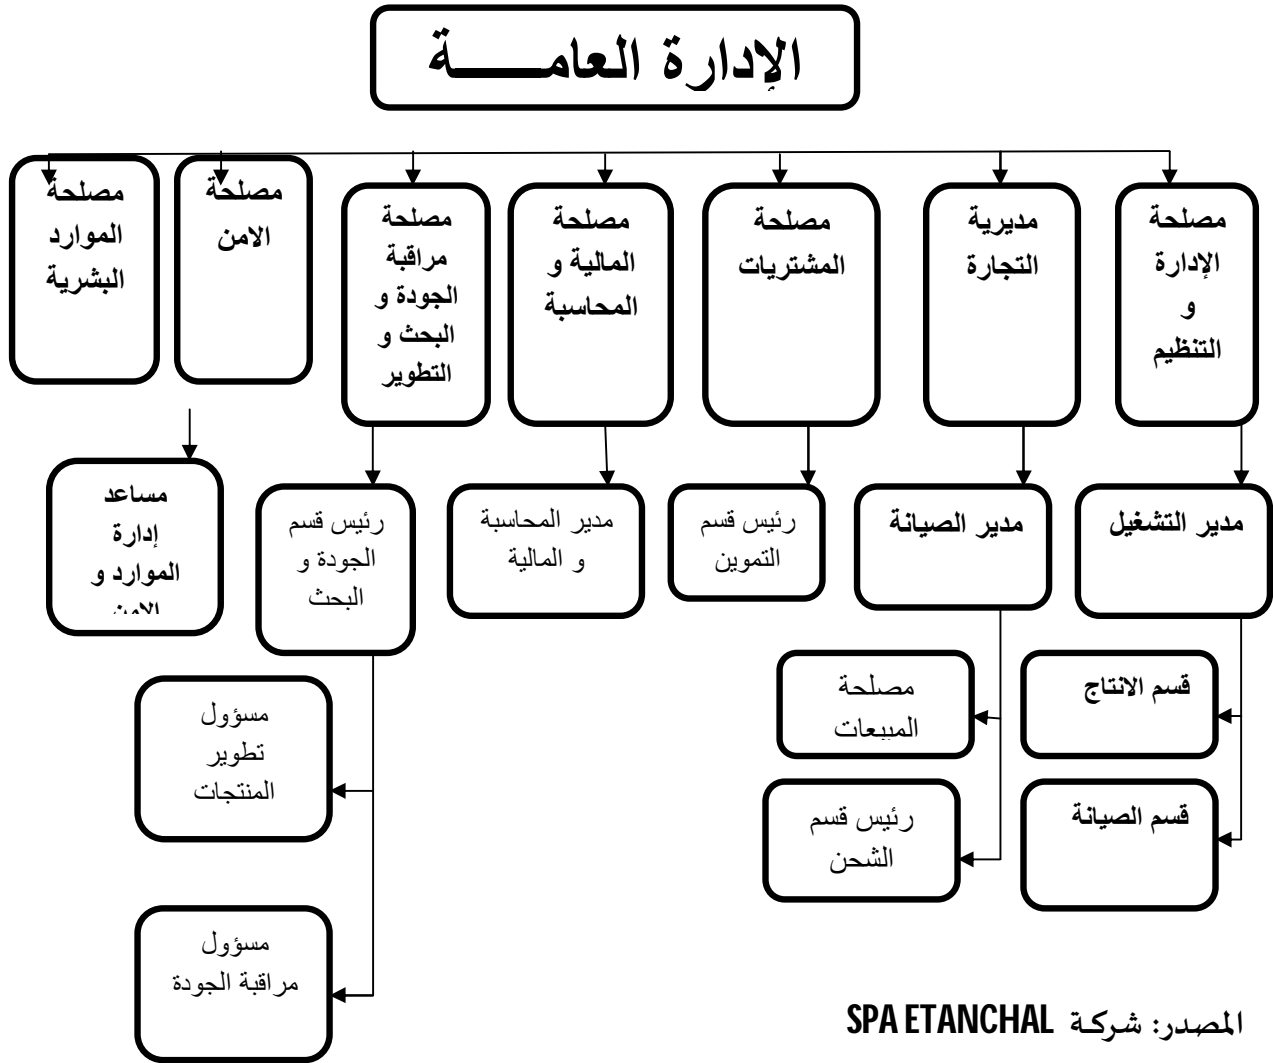 الإدارة العامـــــة
مصلحة
الإدارة
و
التنظيم
مديرية
التجارة
مصلحة
المشتريات
مصلحة
المالية و
المحاسبة
مصلحة
مراقبة
الجودة و
البحث و
التطوير
مصلحة
الامن
مصلحة
الموارد
البشرية
مدير التشغيل
مدير الصيانة
رئيس قسم
التموين
مدير المحاسبة
و المالية
رئيس قسم
الجودة و
البحث
مساعد
إدارة
الموارد و
الامن
قسم الانتاج
قسم الصيانة
مصلحة
المبيعات
رئيس قسم
الشحن
مسؤول
تطوير
المنتجات
مسؤول
مراقبة الجودة
المصدر: شركة SPA ETANCHAL